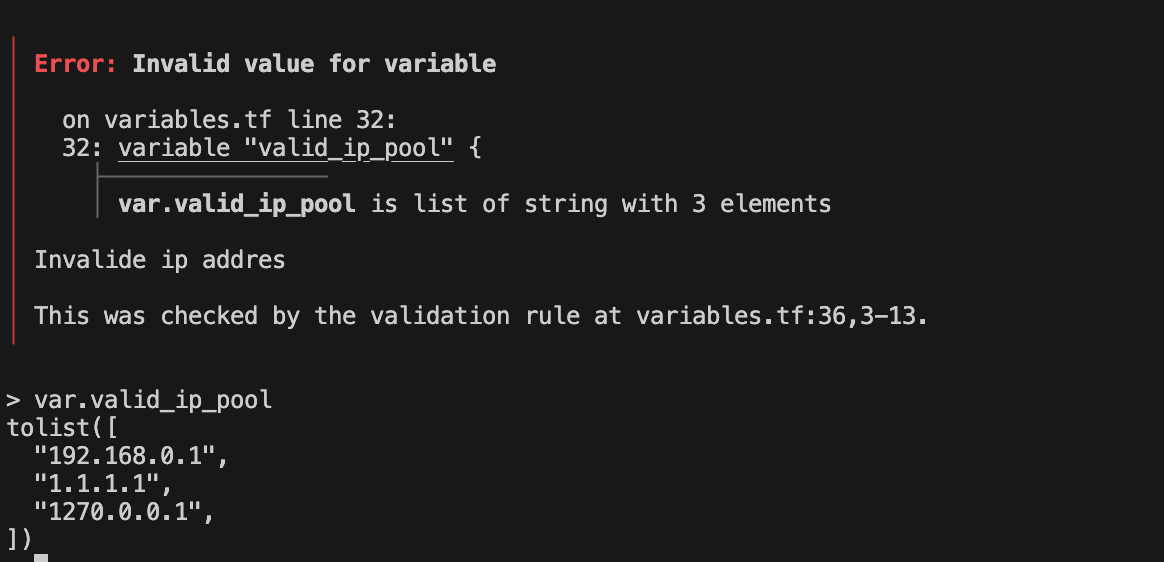 Error: Invalid value for variable
on variables.tf line 32:
32: variable "valid_ip_pool" {
var.valid_ip_pool is list of string with 3 elements
Invalide ip addres
This was checked by the validation rule at variables.tf:36,3-13.
> var.valid_ip_pool
tolist([
"192.168.0.1",
"1.1.1.1",
"1270.0.0.1",
])